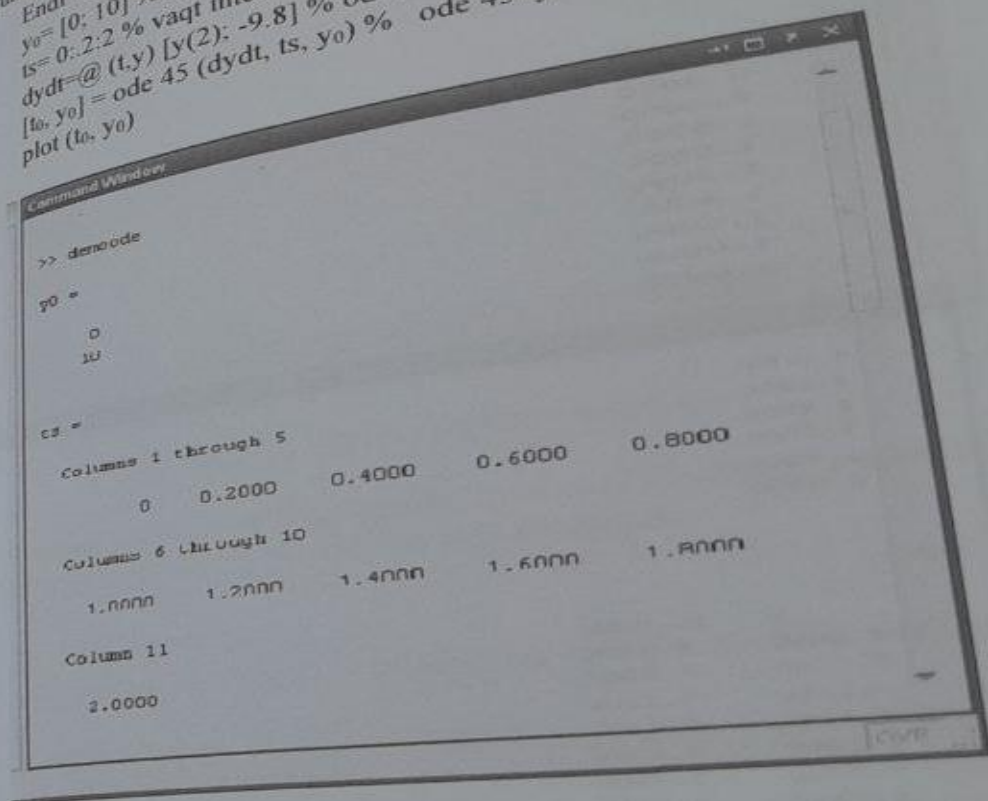 End
y₀= [0; 10]
ts= 0:.2:2 % vaqt
dydt=@ (t,y) [y(2); -9.8] %
[t₀, y₀] = ode 45 (dydt, ts, y₀) % ode
plot (t₀, y₀)
Command Window
>> demoode
y0 =
0
10
ts =
Columns 1 through 5
0 0.2000 0.4000 0.6000 0.8000
Columns 6 through 10
1.0000 1.2000 1.4000 1.6000 1.8000
Column 11
2.0000